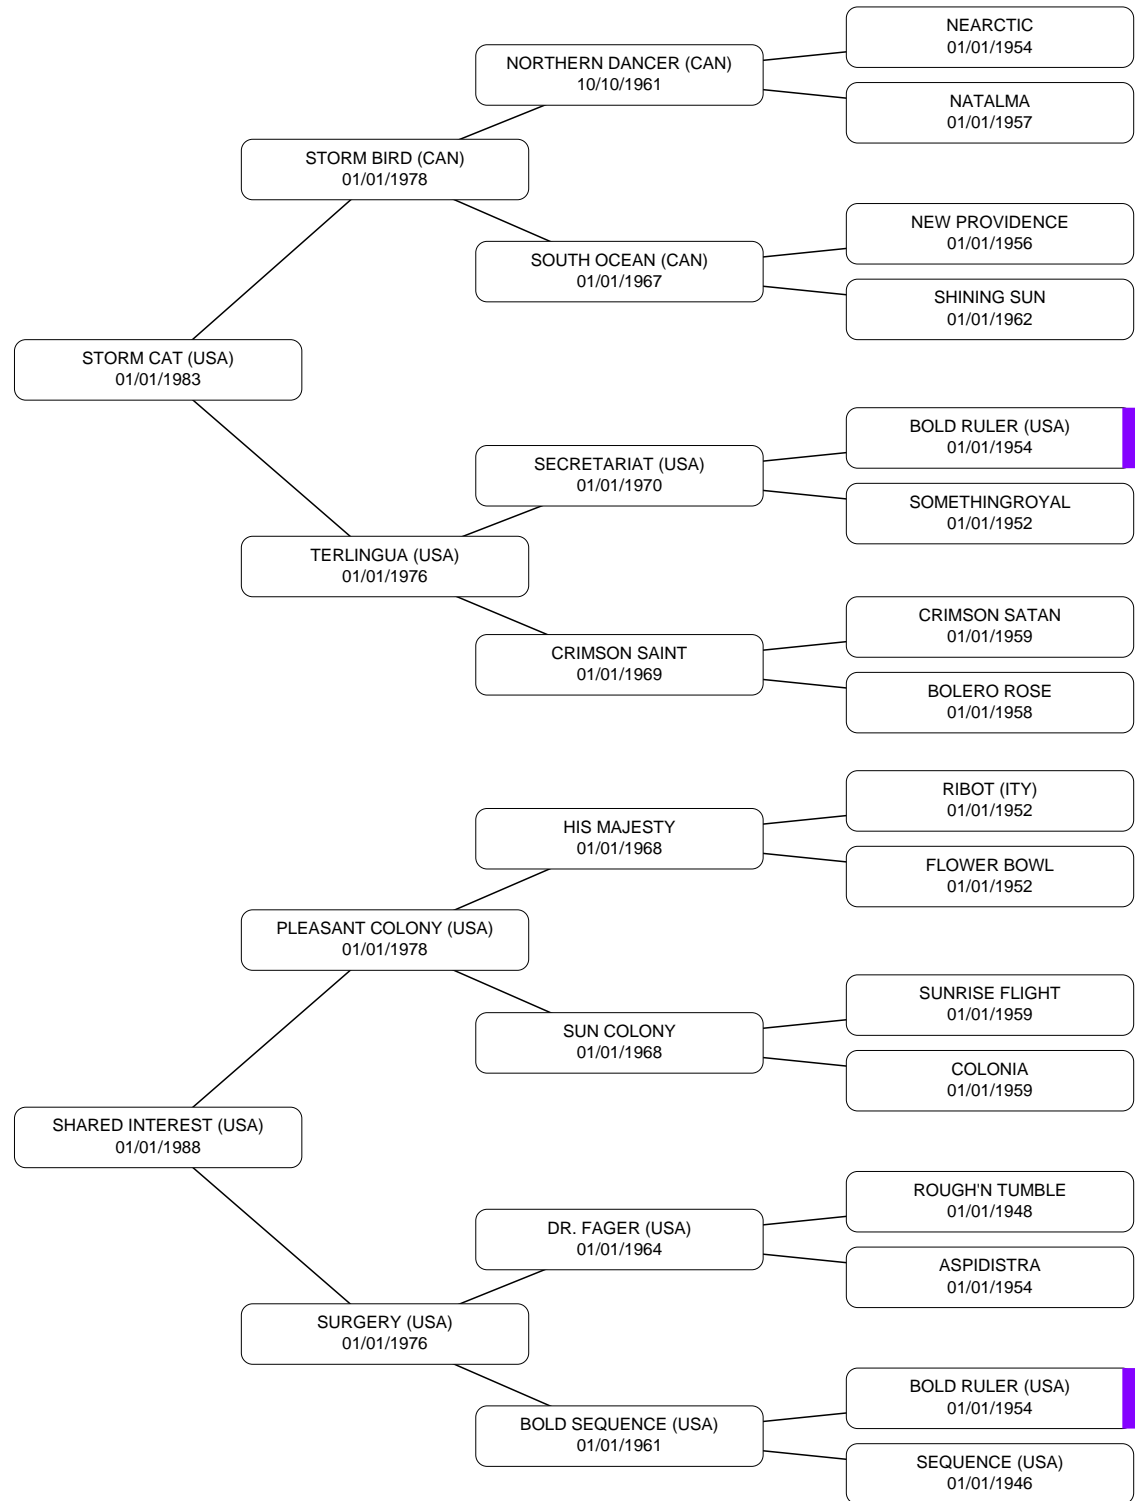 NEARCTIC
01/01/1954
NORTHERN DANCER (CAN)
10/10/1961
NATALMA
01/01/1957
STORM BIRD (CAN)
01/01/1978
NEW PROVIDENCE
01/01/1956
SOUTH OCEAN (CAN)
01/01/1967
SHINING SUN
01/01/1962
STORM CAT (USA)
01/01/1983
BOLD RULER (USA)
01/01/1954
SECRETARIAT (USA)
01/01/1970
SOMETHINGROYAL
01/01/1952
TERLINGUA (USA)
01/01/1976
CRIMSON SATAN
01/01/1959
CRIMSON SAINT
01/01/1969
BOLERO ROSE
01/01/1958
RIBOT (ITY)
01/01/1952
HIS MAJESTY
01/01/1968
FLOWER BOWL
01/01/1952
PLEASANT COLONY (USA)
01/01/1978
SUNRISE FLIGHT
01/01/1959
SUN COLONY
01/01/1968
COLONIA
01/01/1959
SHARED INTEREST (USA)
01/01/1988
ROUGH'N TUMBLE
01/01/1948
DR. FAGER (USA)
01/01/1964
ASPIDISTRA
01/01/1954
SURGERY (USA)
01/01/1976
BOLD RULER (USA)
01/01/1954
BOLD SEQUENCE (USA)
01/01/1961
SEQUENCE (USA)
01/01/1946